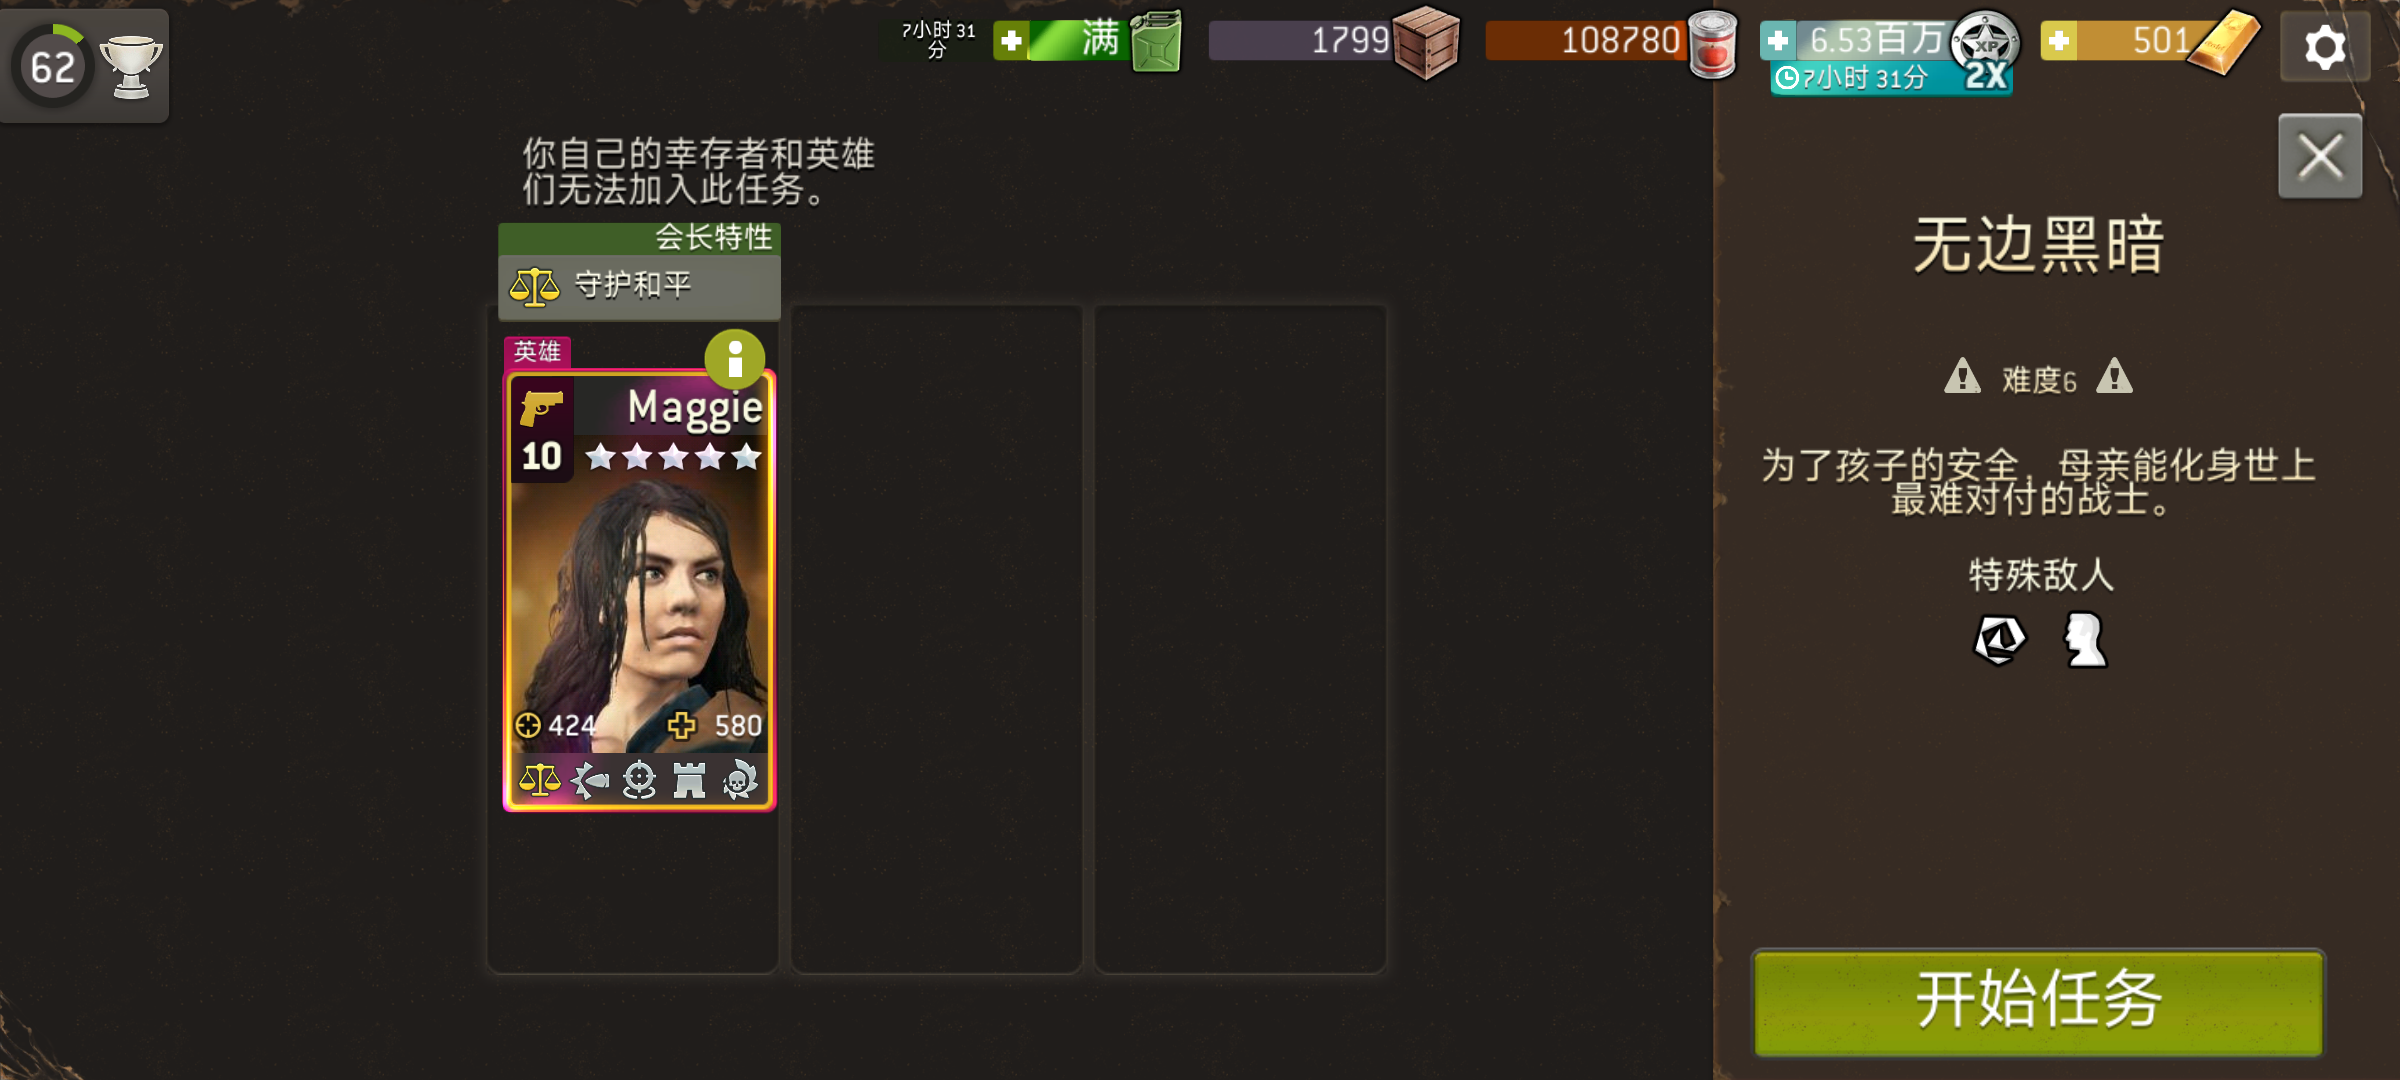 62
7小时 31
分
满
1799
108780
6.53百万
XP
7小时 31分
2X
501
你自己的幸存者和英雄
们无法加入此任务。
会长特性
守护和平
英雄
Maggie
10
424
580
无边黑暗
难度6
为了孩子的安全，母亲能化身世上
最难对付的战士。
特殊敌人
开始任务